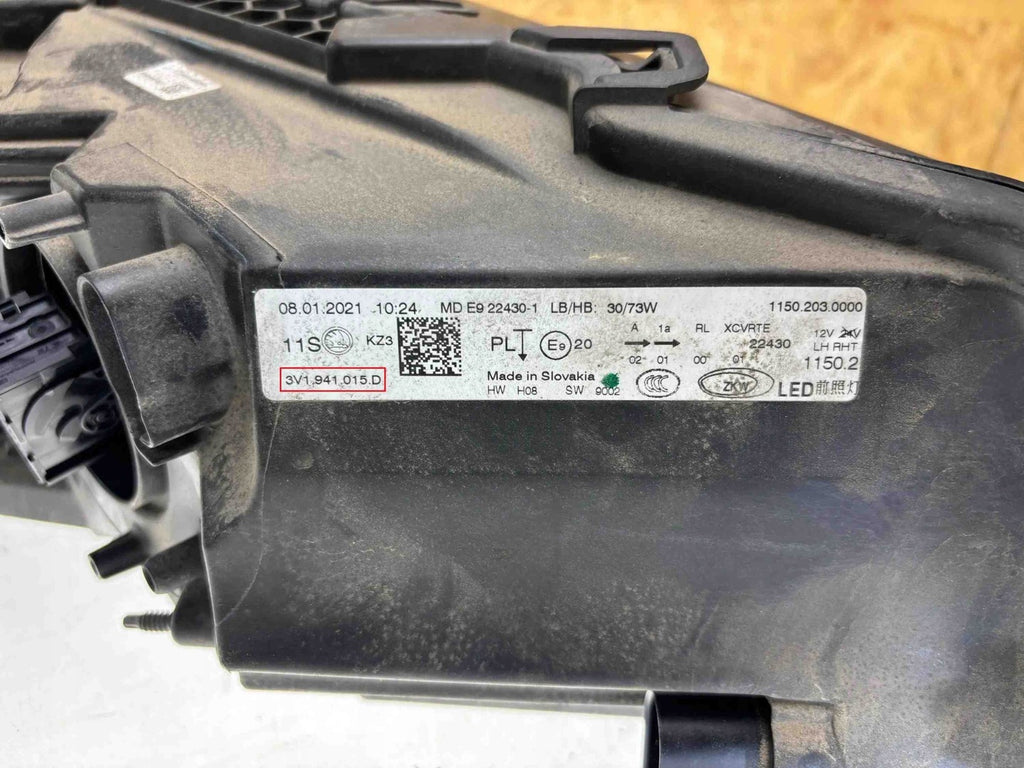 08.01.2021 10:24 MD E9 22430-1 LB/HB: 30/73W 1150.203.0000
11S KZ3 PL E9 20 A 1a RL XCVRTE 12V 24V
22430 LH RHT
02 01 00 01 1150.2
3V1.941.015.D Made in Slovakia CCC ZKW LED前照灯
HW H08 SW 9002